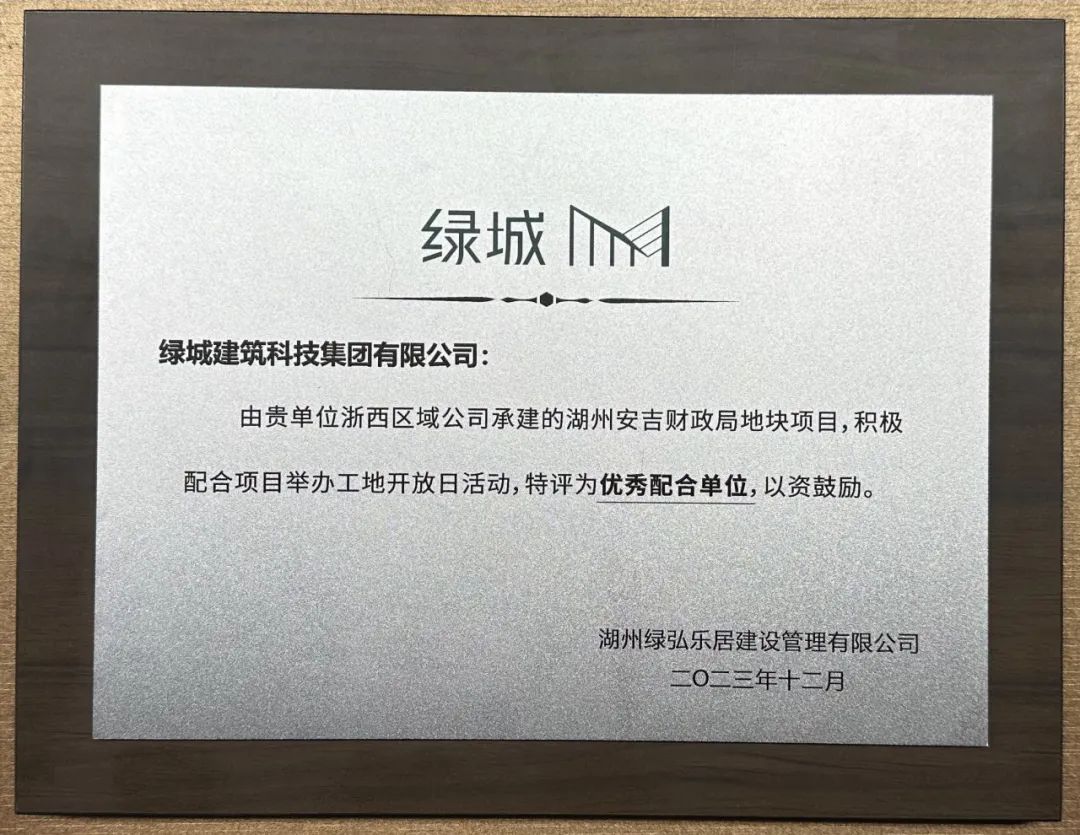 绿城
绿城建筑科技集团有限公司：
由贵单位浙西区域公司承建的湖州安吉财政局地块项目，积极
配合项目举办工地开放日活动，特评为优秀配合单位，以资鼓励。
湖州绿弘乐居建设管理有限公司
二〇二三年十二月